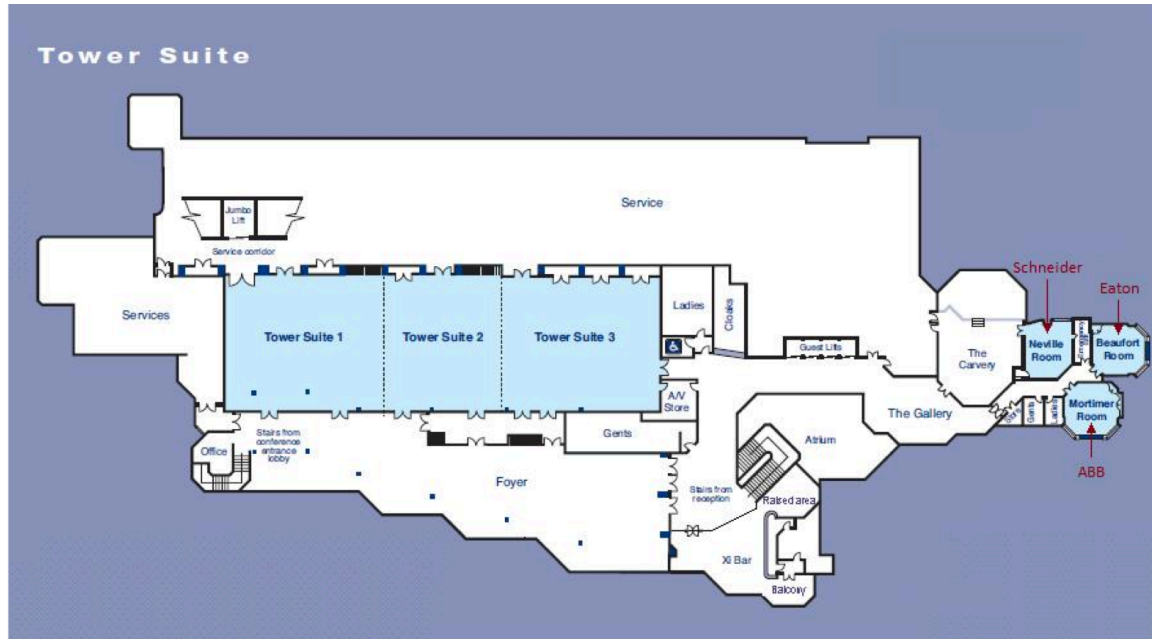 Tower Suite
Jumbo
Lift
Service
Service corridor
Schneider
Eaton
Services
Tower Suite 1
Tower Suite 2
Tower Suite 3
Ladies
Cloaks
Guest Lifts
The
Carvery
Neville
Room
Beaufort
Room
A/V
Store
The Gallery
Stairs
Gents
Ladies
Mortimer
Room
ABB
Stairs from
conference
entrance
lobby
Office
Gents
Atrium
Foyer
Stairs from
reception
Raised area
Xi Bar
Balcony